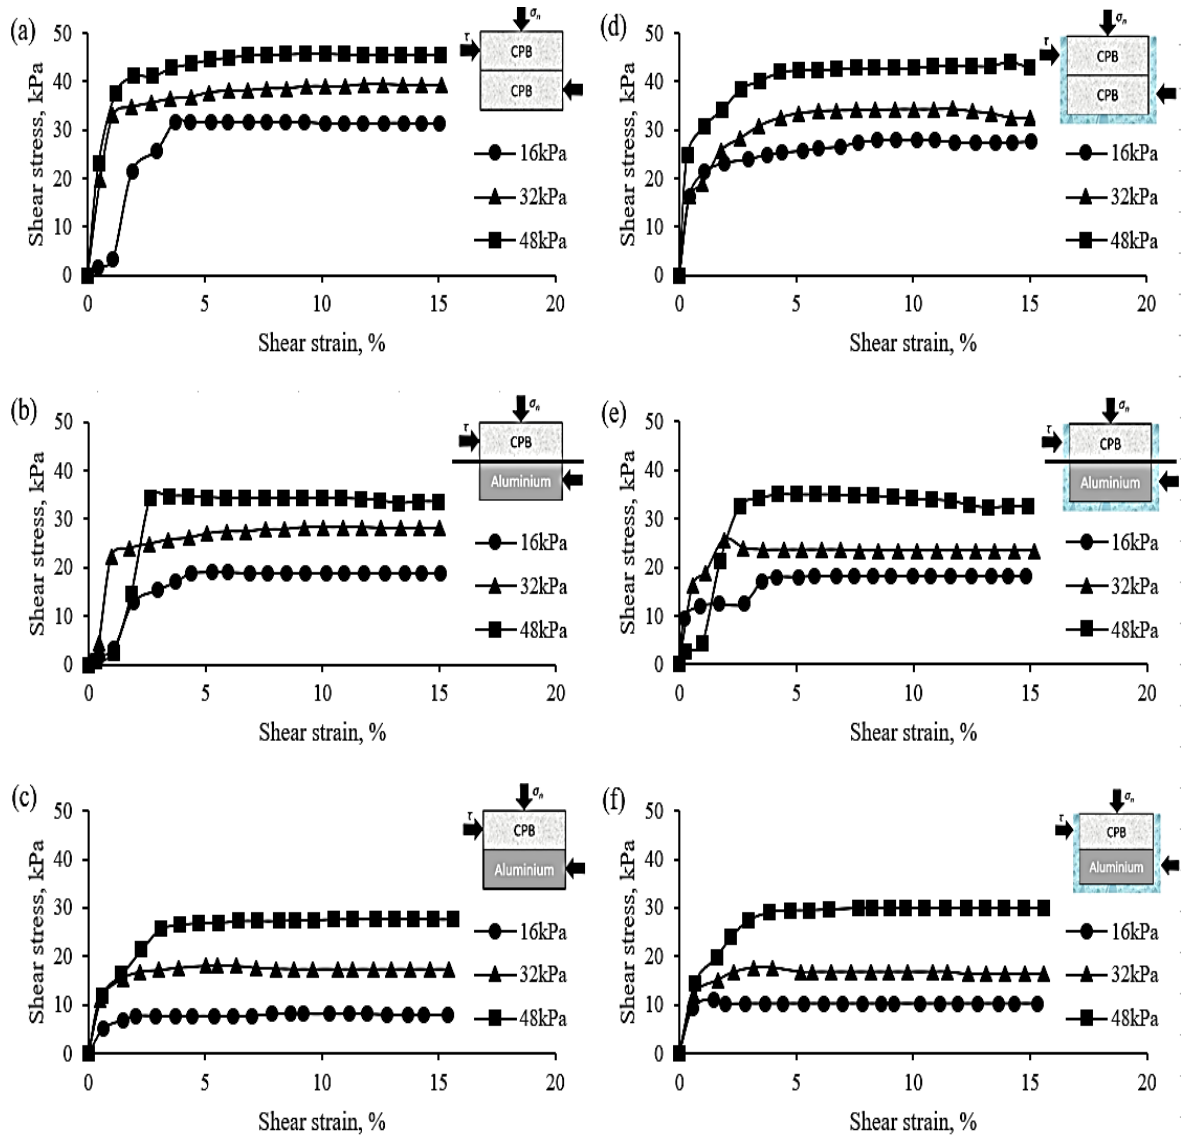 (a)
Shear stress, kPa
50
40
30
20
10
0
0 5 10 15 20
Shear strain, %
σn
τ
CPB
CPB
16kPa
32kPa
48kPa
(d)
Shear stress, kPa
50
40
30
20
10
0
0 5 10 15 20
Shear strain, %
σn
τ
CPB
CPB
16kPa
32kPa
48kPa
(b)
Shear stress, kPa
50
40
30
20
10
0
0 5 10 15 20
Shear strain, %
σn
τ
CPB
Aluminium
16kPa
32kPa
48kPa
(e)
Shear stress, kPa
50
40
30
20
10
0
0 5 10 15 20
Shear strain, %
σn
τ
CPB
Aluminium
16kPa
32kPa
48kPa
(c)
Shear stress, kPa
50
40
30
20
10
0
0 5 10 15 20
Shear strain, %
σn
τ
CPB
Aluminium
16kPa
32kPa
48kPa
(f)
Shear stress, kPa
50
40
30
20
10
0
0 5 10 15 20
Shear strain, %
σn
τ
CPB
Aluminium
16kPa
32kPa
48kPa